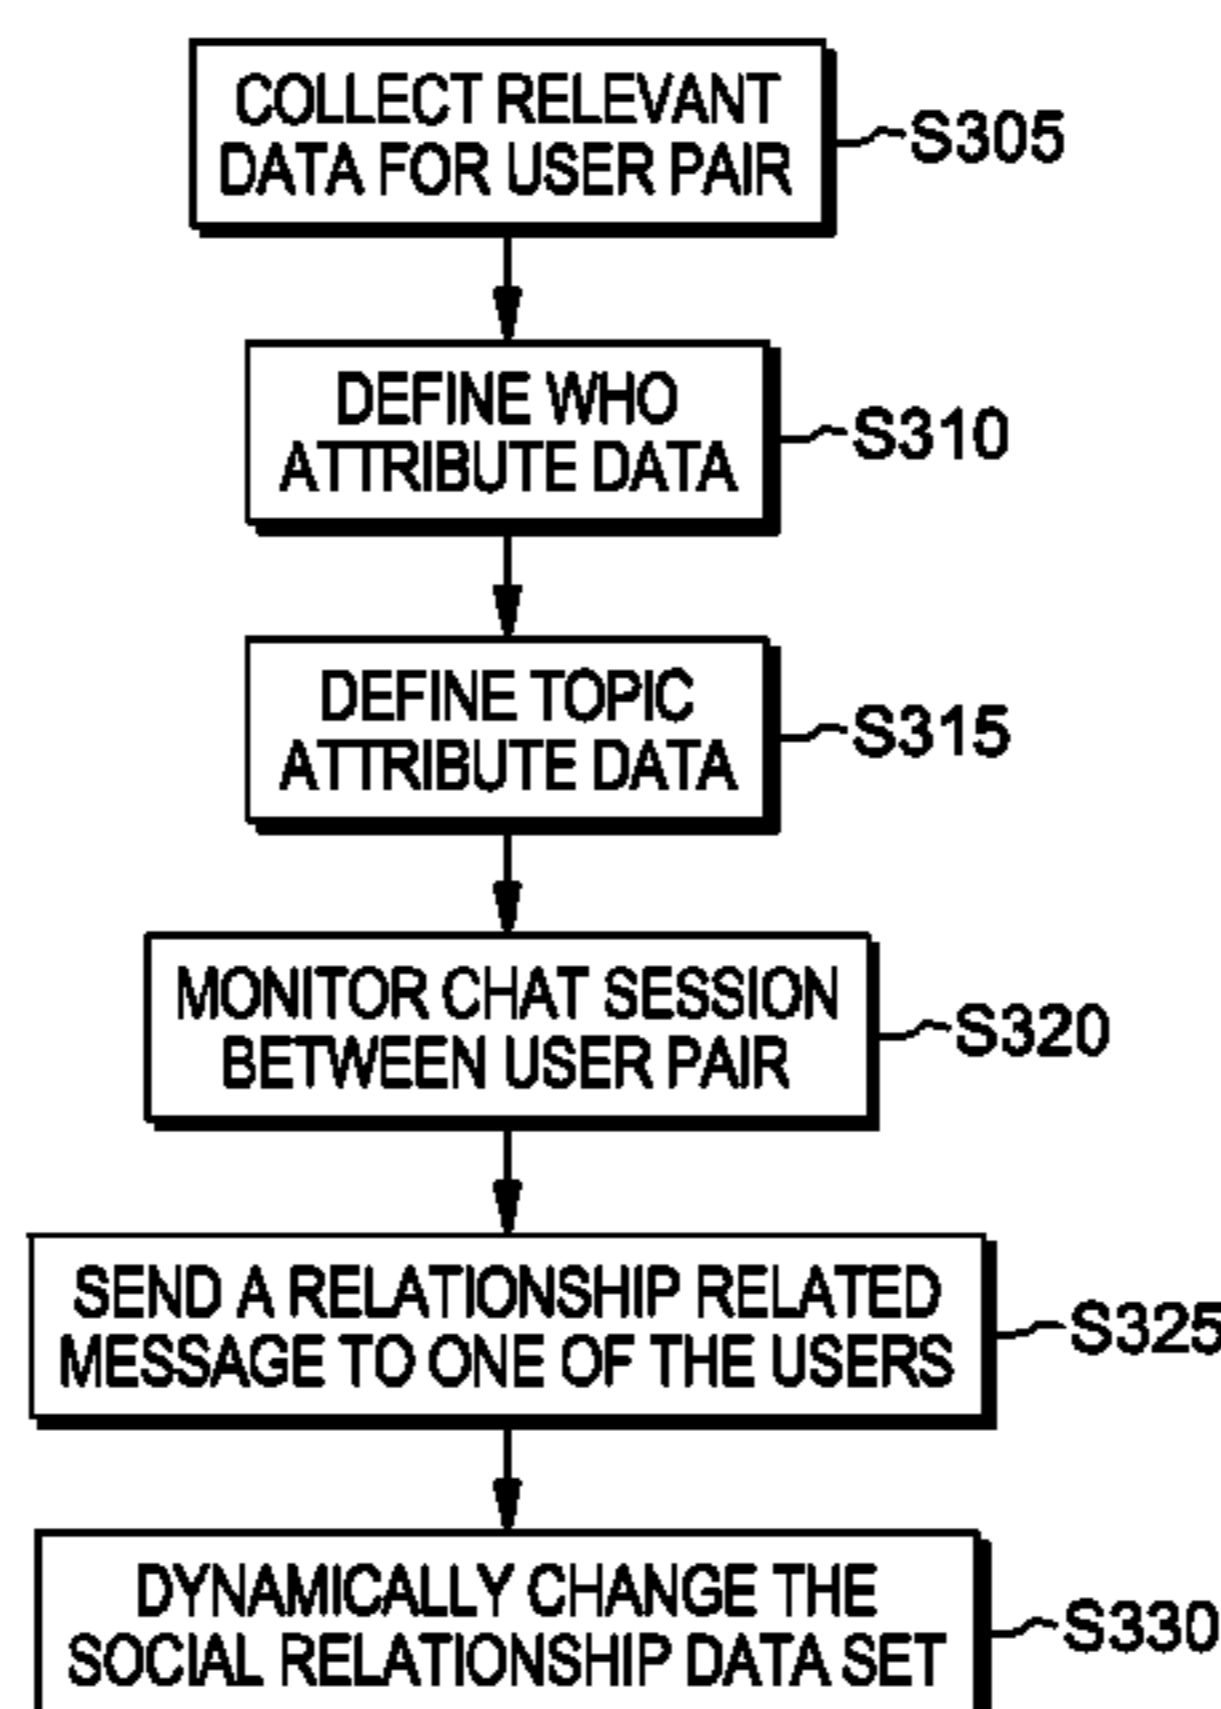 COLLECT RELEVANT
DATA FOR USER PAIR
S305
DEFINE WHO
ATTRIBUTE DATA
S310
DEFINE TOPIC
ATTRIBUTE DATA
S315
MONITOR CHAT SESSION
BETWEEN USER PAIR
S320
SEND A RELATIONSHIP RELATED
MESSAGE TO ONE OF THE USERS
S325
DYNAMICALLY CHANGE THE
SOCIAL RELATIONSHIP DATA SET
S330